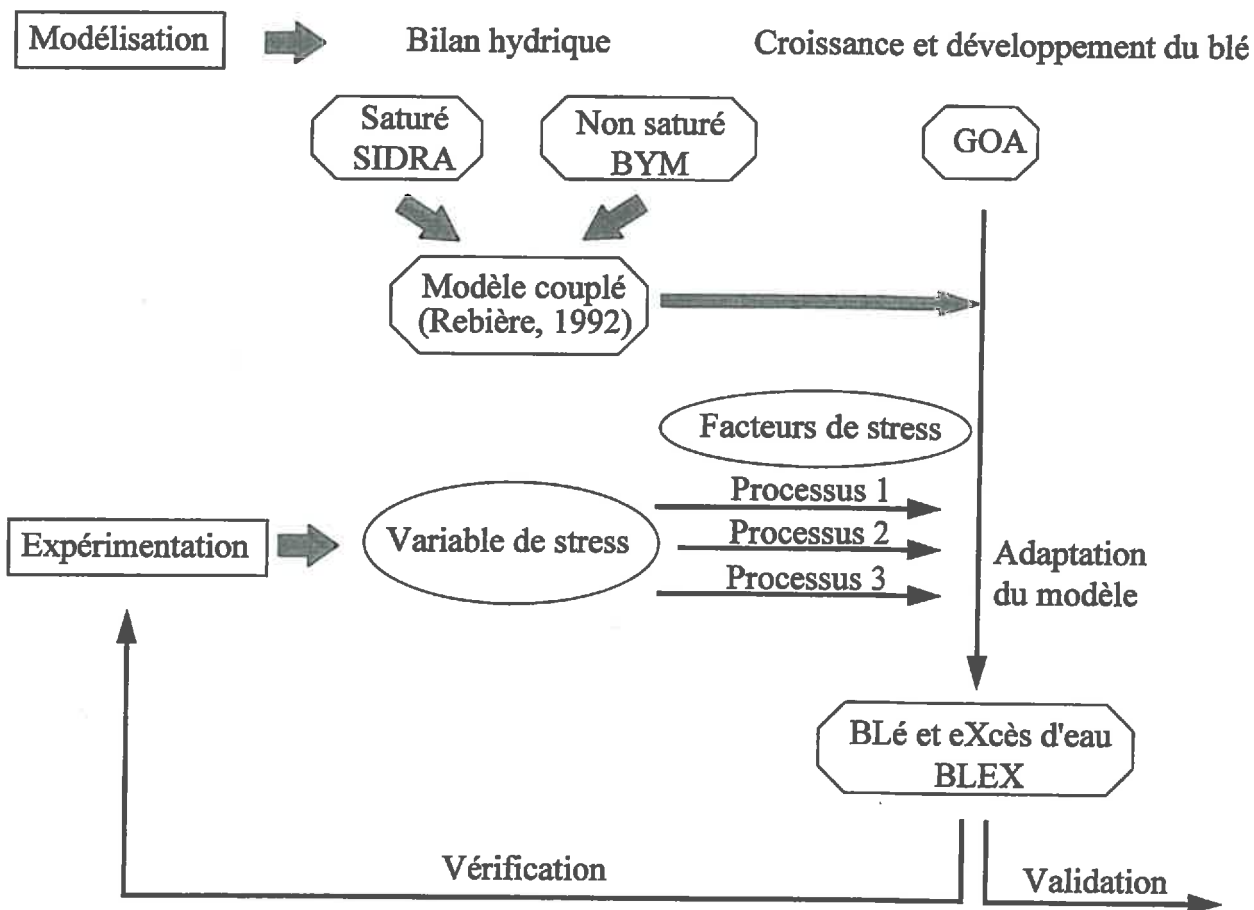 Modélisation
Bilan hydrique
Croissance et développement du blé
Saturé
SIDRA
Non saturé
BYM
GOA
Modèle couplé
(Rebière, 1992)
Facteurs de stress
Processus 1
Expérimentation
Variable de stress
Processus 2
Processus 3
Adaptation
du modèle
BLé et eXcès d'eau
BLEX
Vérification
Validation